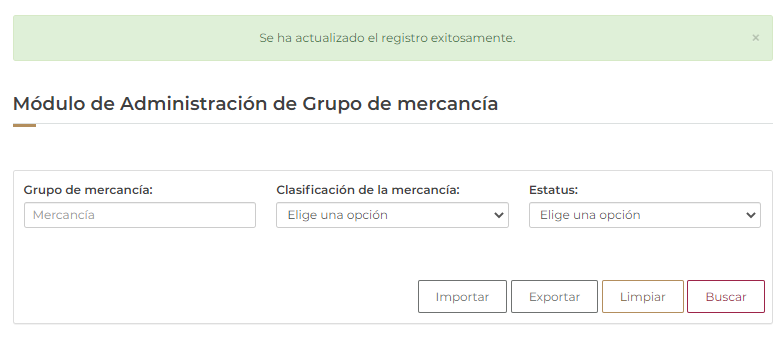 Se ha actualizado el registro exitosamente. ×
Módulo de Administración de Grupo de mercancía
Grupo de mercancía: Clasificación de la mercancía: Estatus:
Mercancía Elige una opción Elige una opción
Importar Exportar Limpiar Buscar